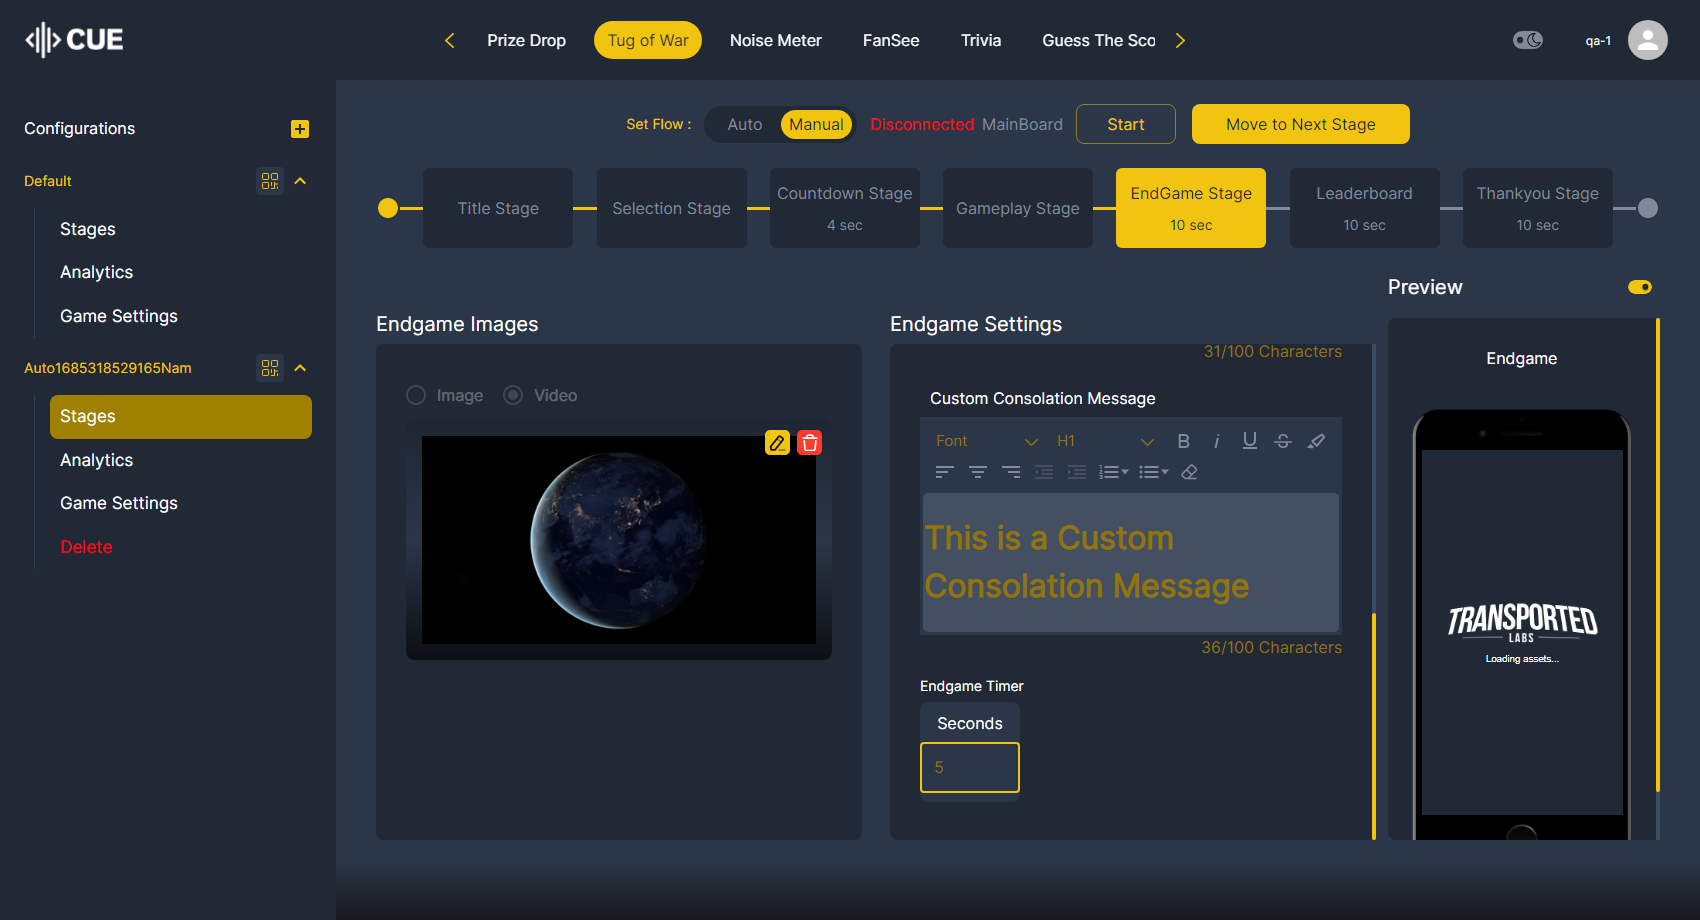 CUE
Prize Drop
Tug of War
Noise Meter
FanSee
Trivia
Guess The Sco
qa-1
Configurations
Default
Stages
Analytics
Game Settings
Auto1685318529165Nam
Stages
Analytics
Game Settings
Delete
Set Flow :
Auto
Manual
Disconnected MainBoard
Start
Move to Next Stage
Title Stage
Selection Stage
Countdown Stage
4 sec
Gameplay Stage
EndGame Stage
10 sec
Leaderboard
10 sec
Thankyou Stage
10 sec
Endgame Images
Image
Video
Endgame Settings
31/100 Characters
Custom Consolation Message
Font
H1
B
i
U
S
This is a Custom
Consolation Message
36/100 Characters
Endgame Timer
Seconds
5
Preview
Endgame
TRANSPORTED
LABS
Loading assets...